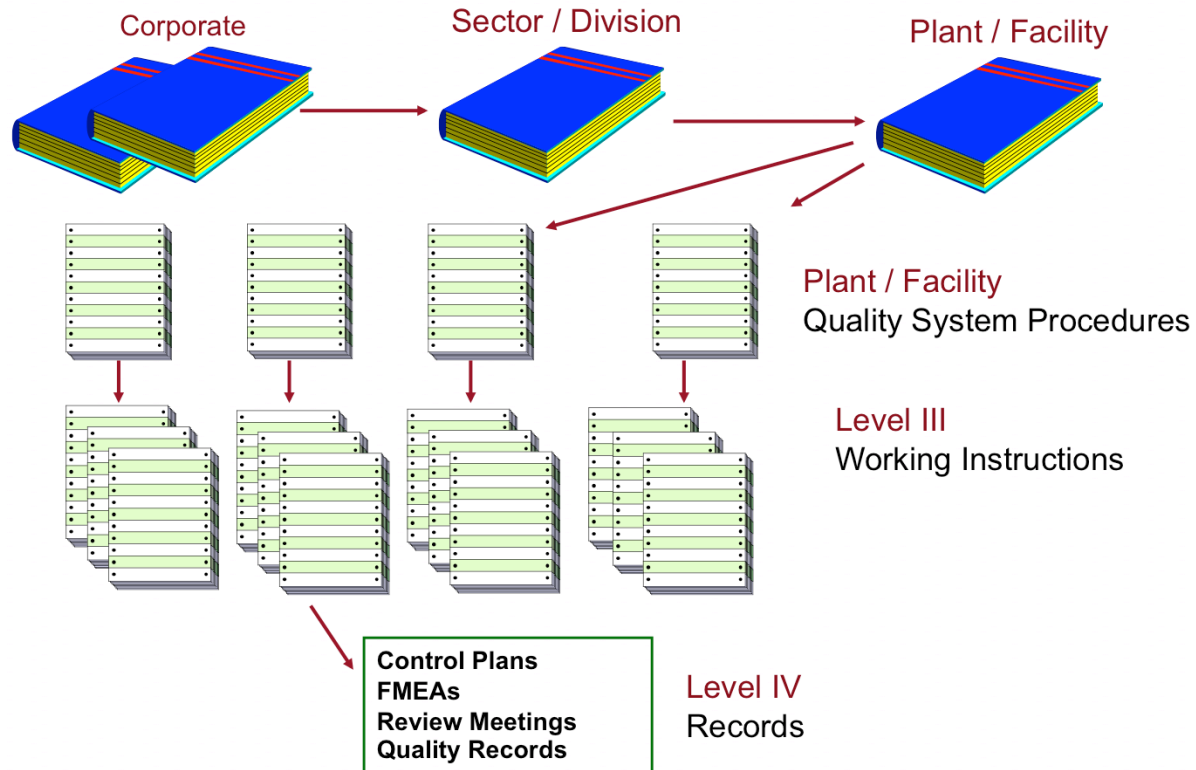 Corporate
Sector / Division
Plant / Facility
Plant / Facility
Quality System Procedures
Level III
Working Instructions
Control Plans
FMEAs
Review Meetings
Quality Records
Level IV
Records